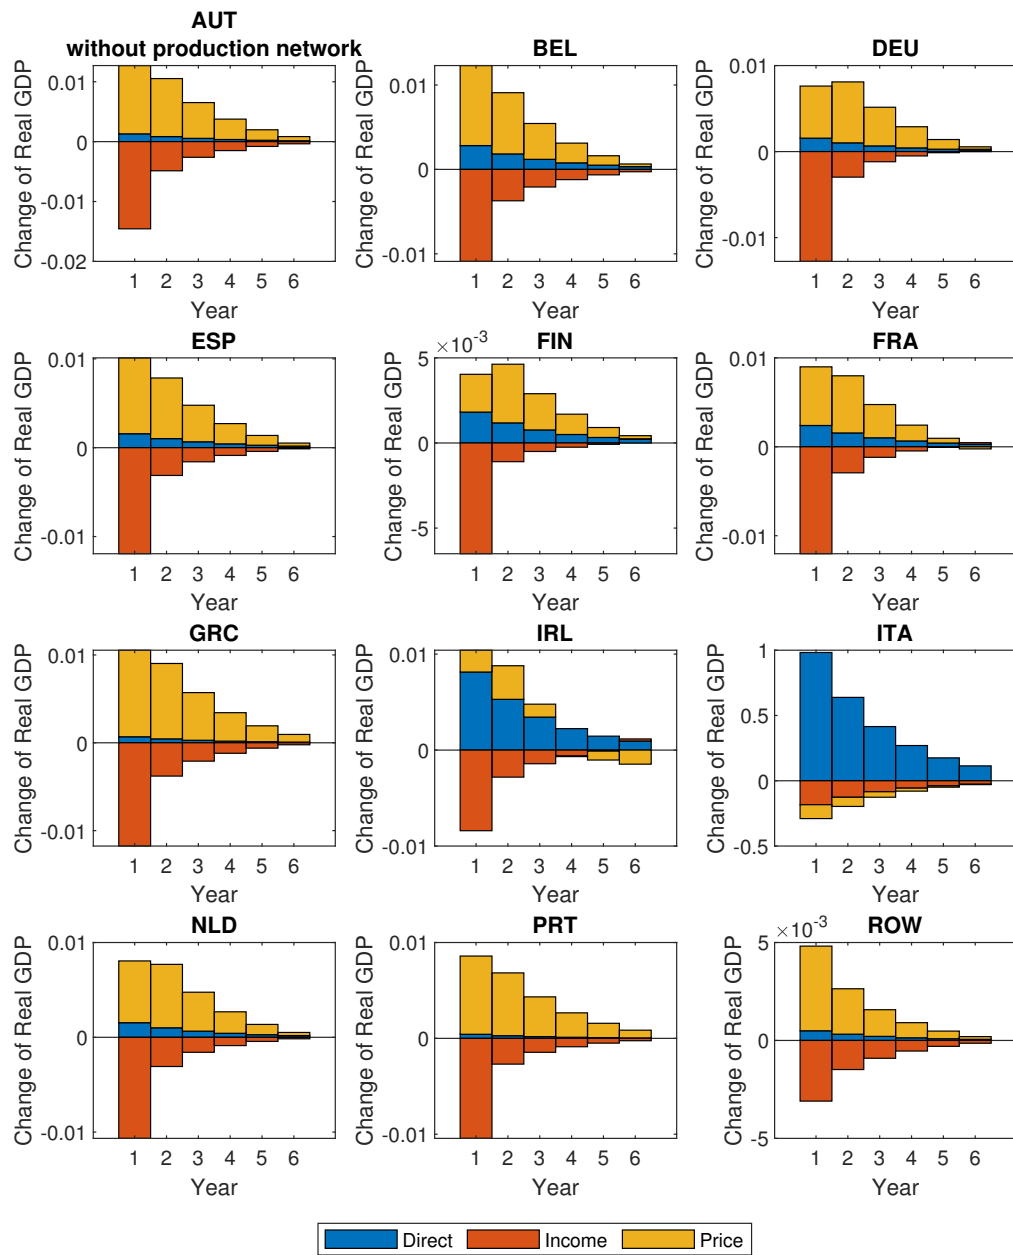 AUT
without production network
BEL
DEU
Change of Real GDP
0.01
0
-0.01
-0.02
1 2 3 4 5 6
Year
Change of Real GDP
0.01
0
-0.01
1 2 3 4 5 6
Year
Change of Real GDP
0.01
0
-0.01
1 2 3 4 5 6
Year
ESP
Change of Real GDP
0.01
0
-0.01
1 2 3 4 5 6
Year
FIN
×10⁻³
Change of Real GDP
5
0
-5
1 2 3 4 5 6
Year
FRA
Change of Real GDP
0.01
0
-0.01
1 2 3 4 5 6
Year
GRC
Change of Real GDP
0.01
0
-0.01
1 2 3 4 5 6
Year
IRL
Change of Real GDP
0.01
0
-0.01
1 2 3 4 5 6
Year
ITA
Change of Real GDP
1
0.5
0
-0.5
1 2 3 4 5 6
Year
NLD
Change of Real GDP
0.01
0
-0.01
1 2 3 4 5 6
Year
PRT
Change of Real GDP
0.01
0
-0.01
1 2 3 4 5 6
Year
ROW
×10⁻³
Change of Real GDP
5
0
-5
1 2 3 4 5 6
Year
Direct Income Price